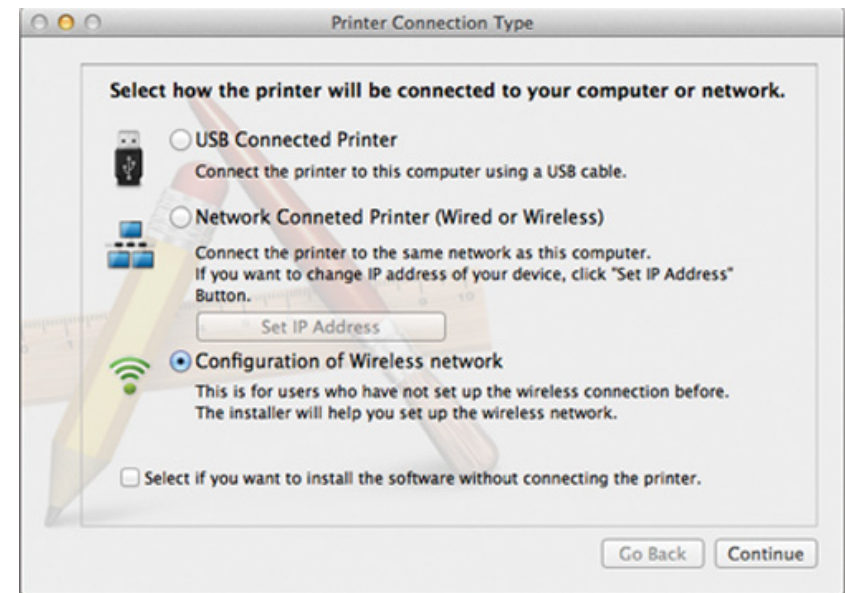 Printer Connection Type
Select how the printer will be connected to your computer or network.
USB Connected Printer
Connect the printer to this computer using a USB cable.
Network Conneted Printer (Wired or Wireless)
Connect the printer to the same network as this computer.
If you want to change IP address of your device, click "Set IP Address"
Button.
Set IP Address
Configuration of Wireless network
This is for users who have not set up the wireless connection before.
The installer will help you set up the wireless network.
Select if you want to install the software without connecting the printer.
Go Back Continue